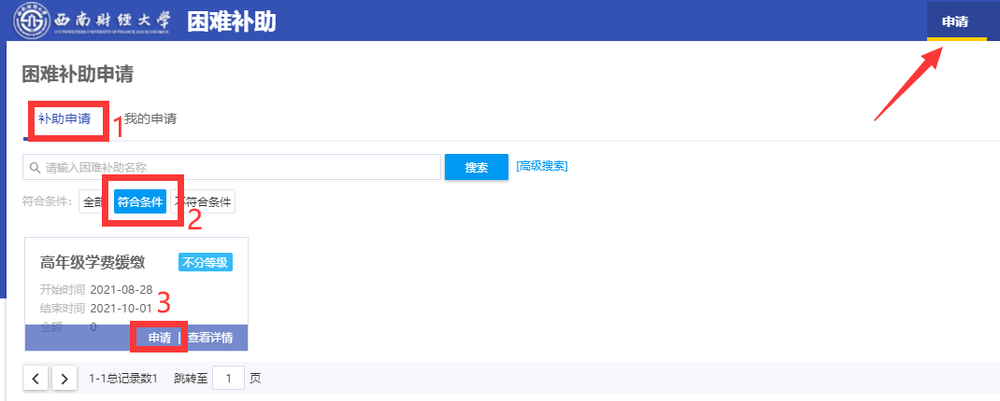 西南财经大学 困难补助 申请
SOUTHWESTERN UNIVERSITY OF FINANCE AND ECONOMICS
困难补助申请
补助申请 1 我的申请
请输入困难补助名称 搜索 [高级搜索]
符合条件: 全部 符合条件 不符合条件
2
高年级学费缓缴 不分等级
开始时间 2021-08-28
结束时间 2021-10-01 3
金额 0
申请 | 查看详情
1-1总记录数1 跳转至 1 页